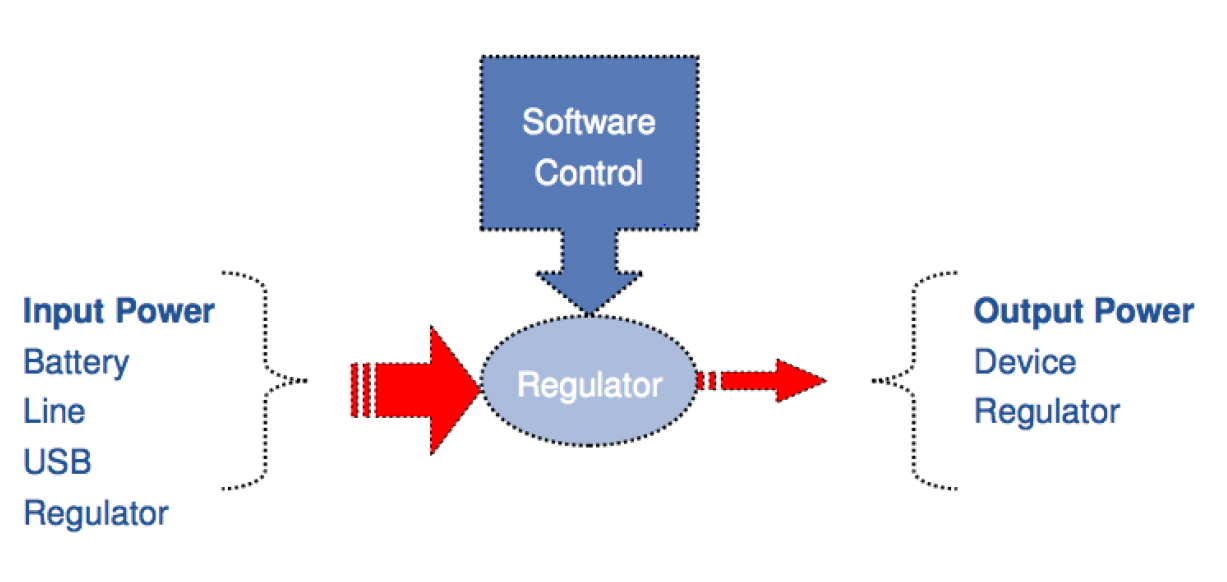 Software
Control
Input Power
Battery
Line
USB
Regulator
Regulator
Output Power
Device
Regulator